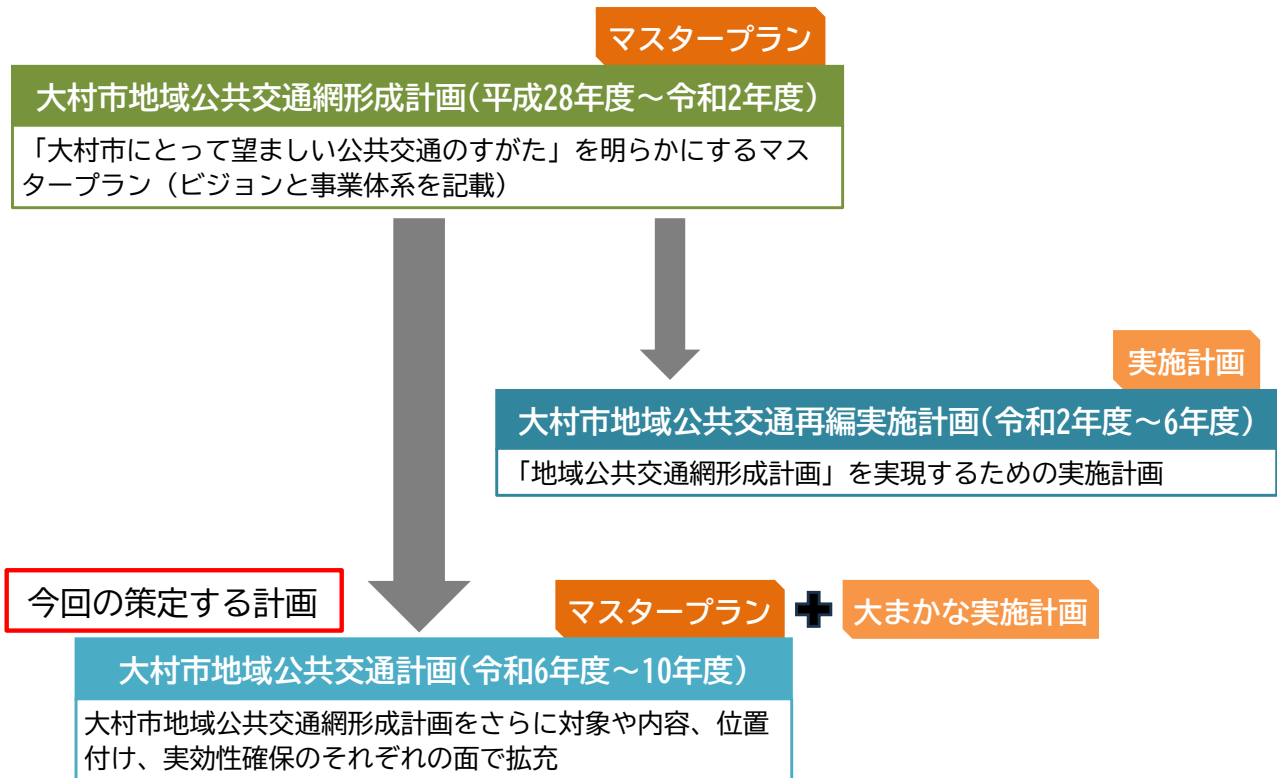 マスタープラン
大村市地域公共交通網形成計画(平成28年度～令和2年度)
「大村市にとって望ましい公共交通のすがた」を明らかにするマス
タープラン（ビジョンと事業体系を記載）
実施計画
大村市地域公共交通再編実施計画(令和2年度～6年度)
「地域公共交通網形成計画」を実現するための実施計画
今回の策定する計画
マスタープラン
大まかな実施計画
大村市地域公共交通計画(令和6年度～10年度)
大村市地域公共交通網形成計画をさらに対象や内容、位置
付け、実効性確保のそれぞれの面で拡充